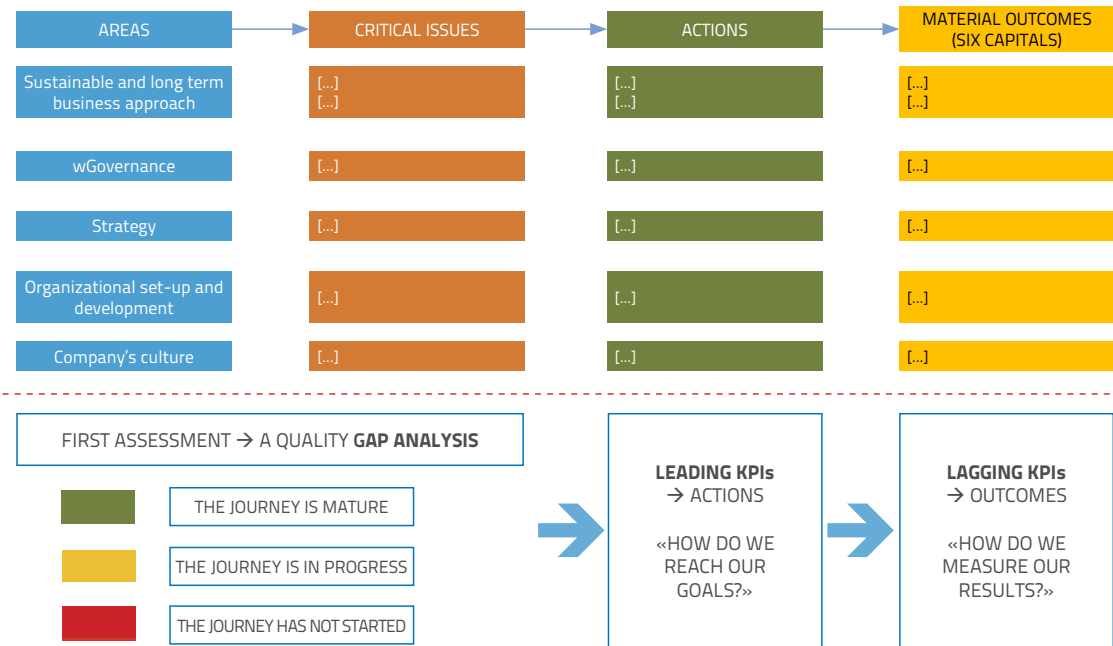 AREAS
CRITICAL ISSUES
ACTIONS
MATERIAL OUTCOMES
(SIX CAPITALS)
Sustainable and long term
business approach
[...]
[...]
[...]
[...]
[...]
[...]
wGovernance
[...]
[...]
[...]
Strategy
[...]
[...]
[...]
Organizational set-up and
development
[...]
[...]
[...]
Company’s culture
[...]
[...]
[...]
FIRST ASSESSMENT → A QUALITY GAP ANALYSIS
THE JOURNEY IS MATURE
THE JOURNEY IS IN PROGRESS
THE JOURNEY HAS NOT STARTED
LEADING KPIs
→ ACTIONS
«HOW DO WE
REACH OUR
GOALS?»
LAGGING KPIs
→ OUTCOMES
«HOW DO WE
MEASURE OUR
RESULTS?»